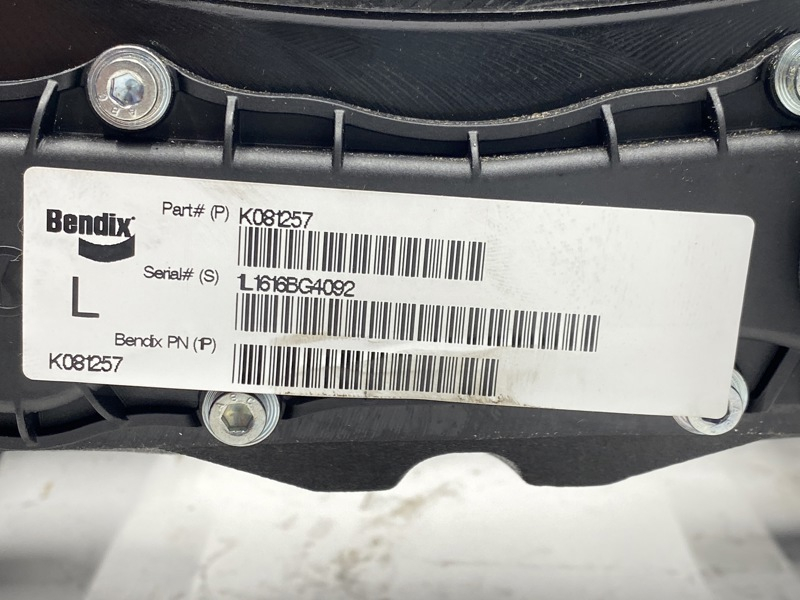 Bendix
Part# (P) K081257
Serial# (S) 1L1616BG4092
L
Bendix PN (1P)
K081257